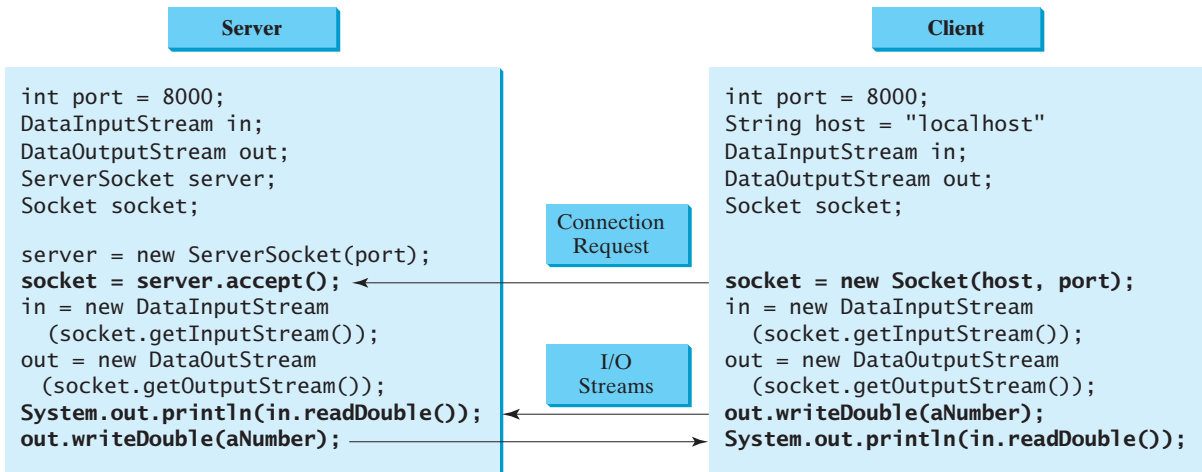 Server
int port = 8000;
DataInputStream in;
DataOutputStream out;
ServerSocket server;
Socket socket;
server = new ServerSocket(port);
socket = server.accept();
in = new DataInputStream
(socket.getInputStream());
out = new DataOutStream
(socket.getOutputStream());
System.out.println(in.readDouble());
out.writeDouble(aNumber);
Connection
Request
I/O
Streams
Client
int port = 8000;
String host = "localhost"
DataInputStream in;
DataOutputStream out;
Socket socket;
socket = new Socket(host, port);
in = new DataInputStream
(socket.getInputStream());
out = new DataOutputStream
(socket.getOutputStream());
out.writeDouble(aNumber);
System.out.println(in.readDouble());